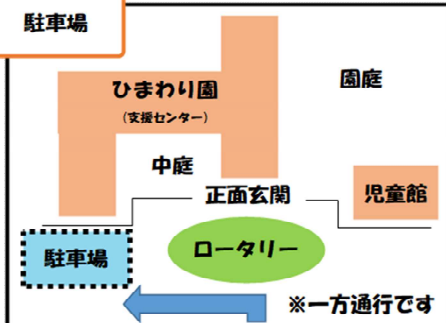 駐車場
ひまわり園
(支援センター)
園庭
中庭
正面玄関
児童館
駐車場
ロータリー
※一方通行です